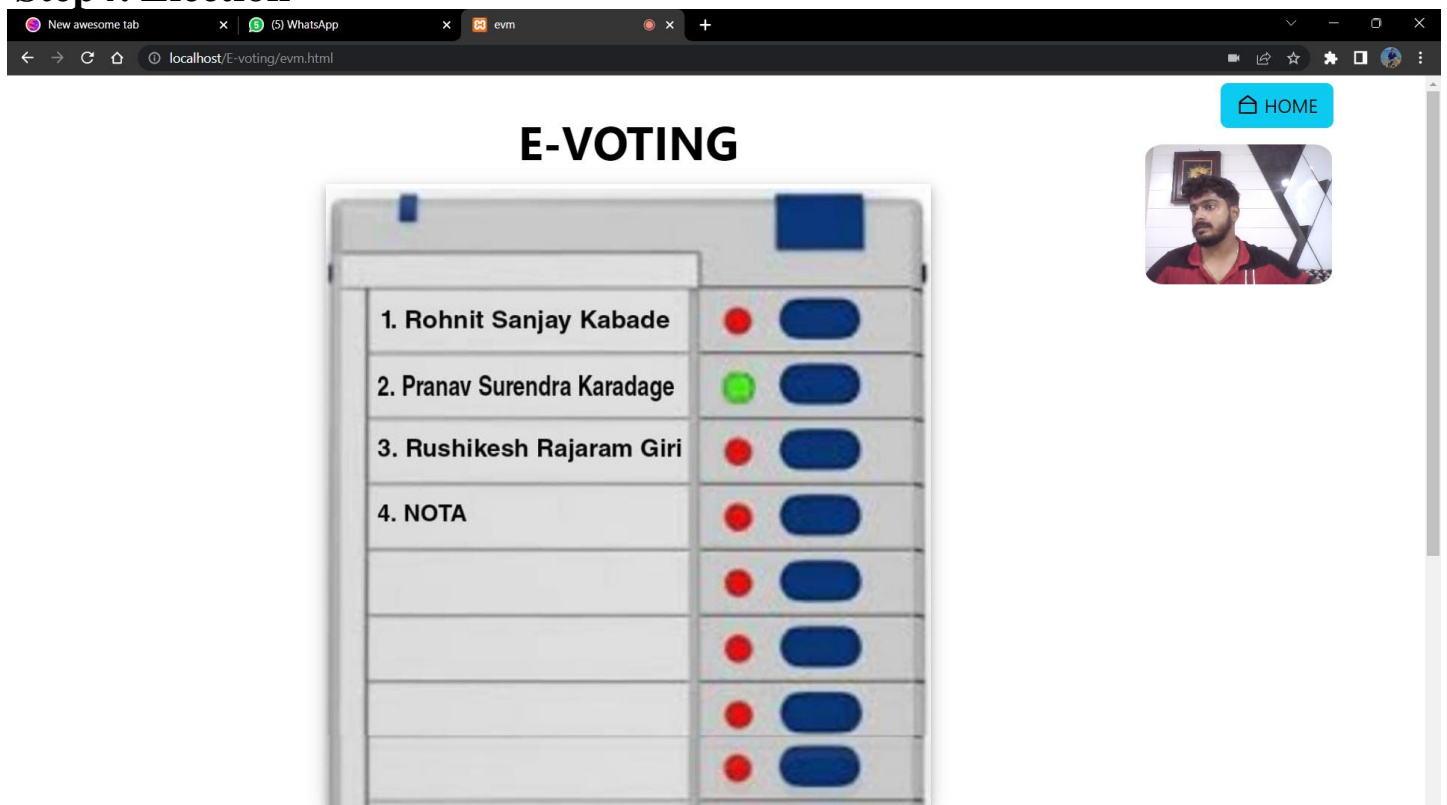 New awesome tab
(5) WhatsApp
evm
localhost/E-voting/evm.html
HOME
E-VOTING
1. Rohnit Sanjay Kabade
2. Pranav Surendra Karadage
3. Rushikesh Rajaram Giri
4. NOTA